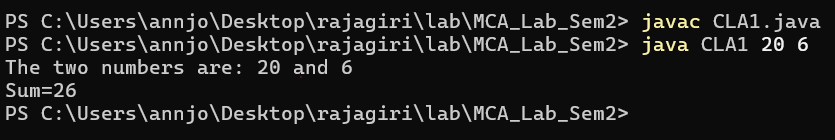 PS C:\Users\annjo\Desktop\rajagiri\lab\MCA_Lab_Sem2> javac CLA1.java
PS C:\Users\annjo\Desktop\rajagiri\lab\MCA_Lab_Sem2> java CLA1 20 6
The two numbers are: 20 and 6
Sum=26
PS C:\Users\annjo\Desktop\rajagiri\lab\MCA_Lab_Sem2>